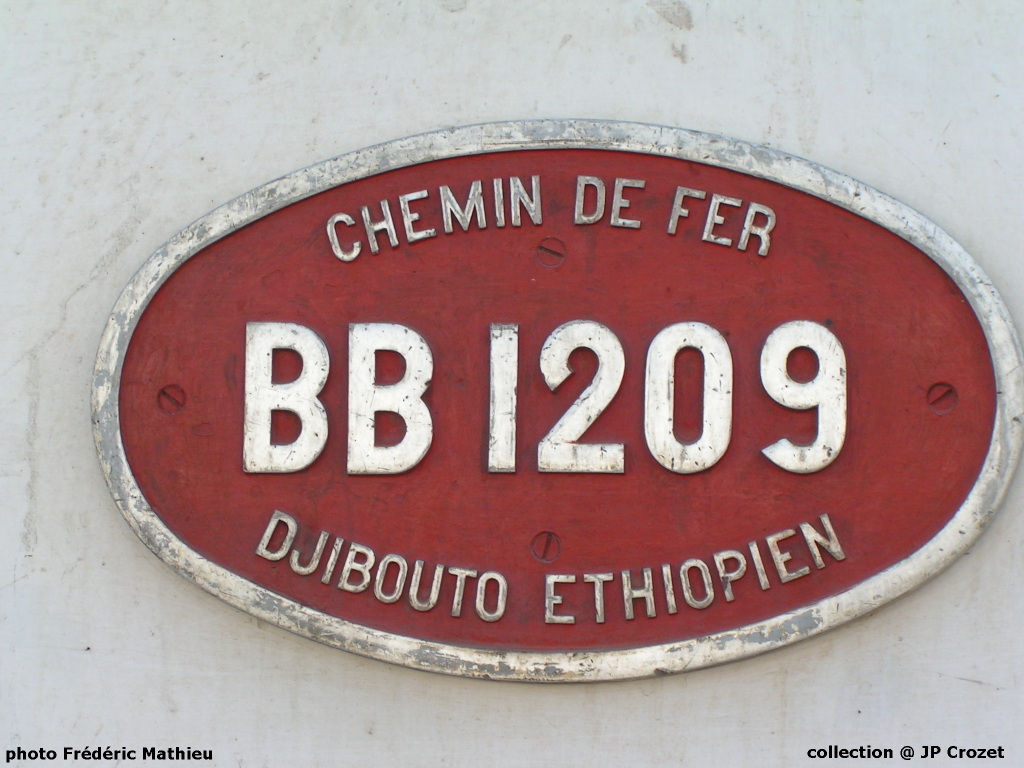 CHEMIN DE FER
BB 1209
DJIBOUTO ETHIOPIEN
photo Frédéric Mathieu
collection @ JP Crozet